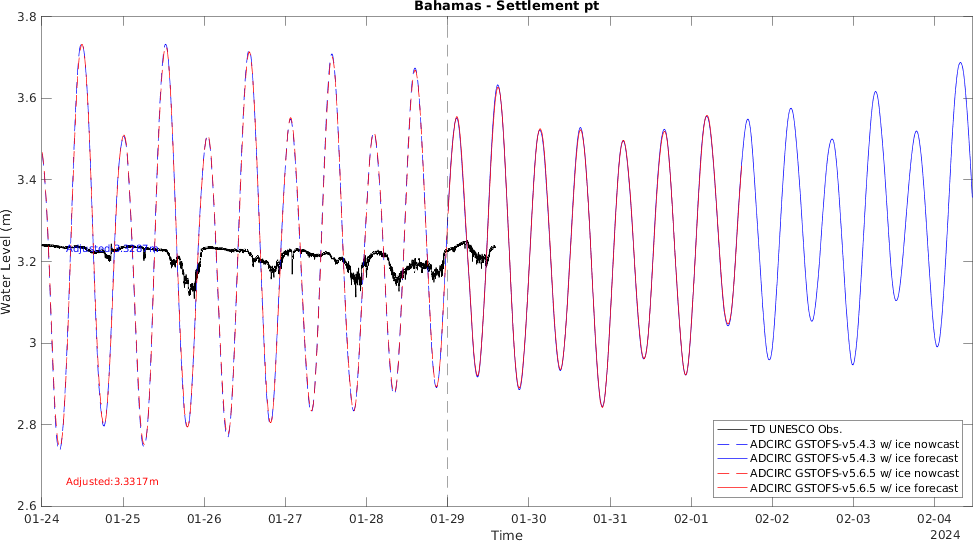 Bahamas - Settlement pt
3.8
3.6
3.4
3.2
3
2.8
2.6
Water Level (m)
Adjusted:3.3317m
TD UNESCO Obs.
ADCIRC GSTOFS-v5.4.3 w/ ice nowcast
ADCIRC GSTOFS-v5.4.3 w/ ice forecast
ADCIRC GSTOFS-v5.6.5 w/ ice nowcast
ADCIRC GSTOFS-v5.6.5 w/ ice forecast
01-24 01-25 01-26 01-27 01-28 01-29 01-30 01-31 02-01 02-02 02-03 02-04
Time
2024